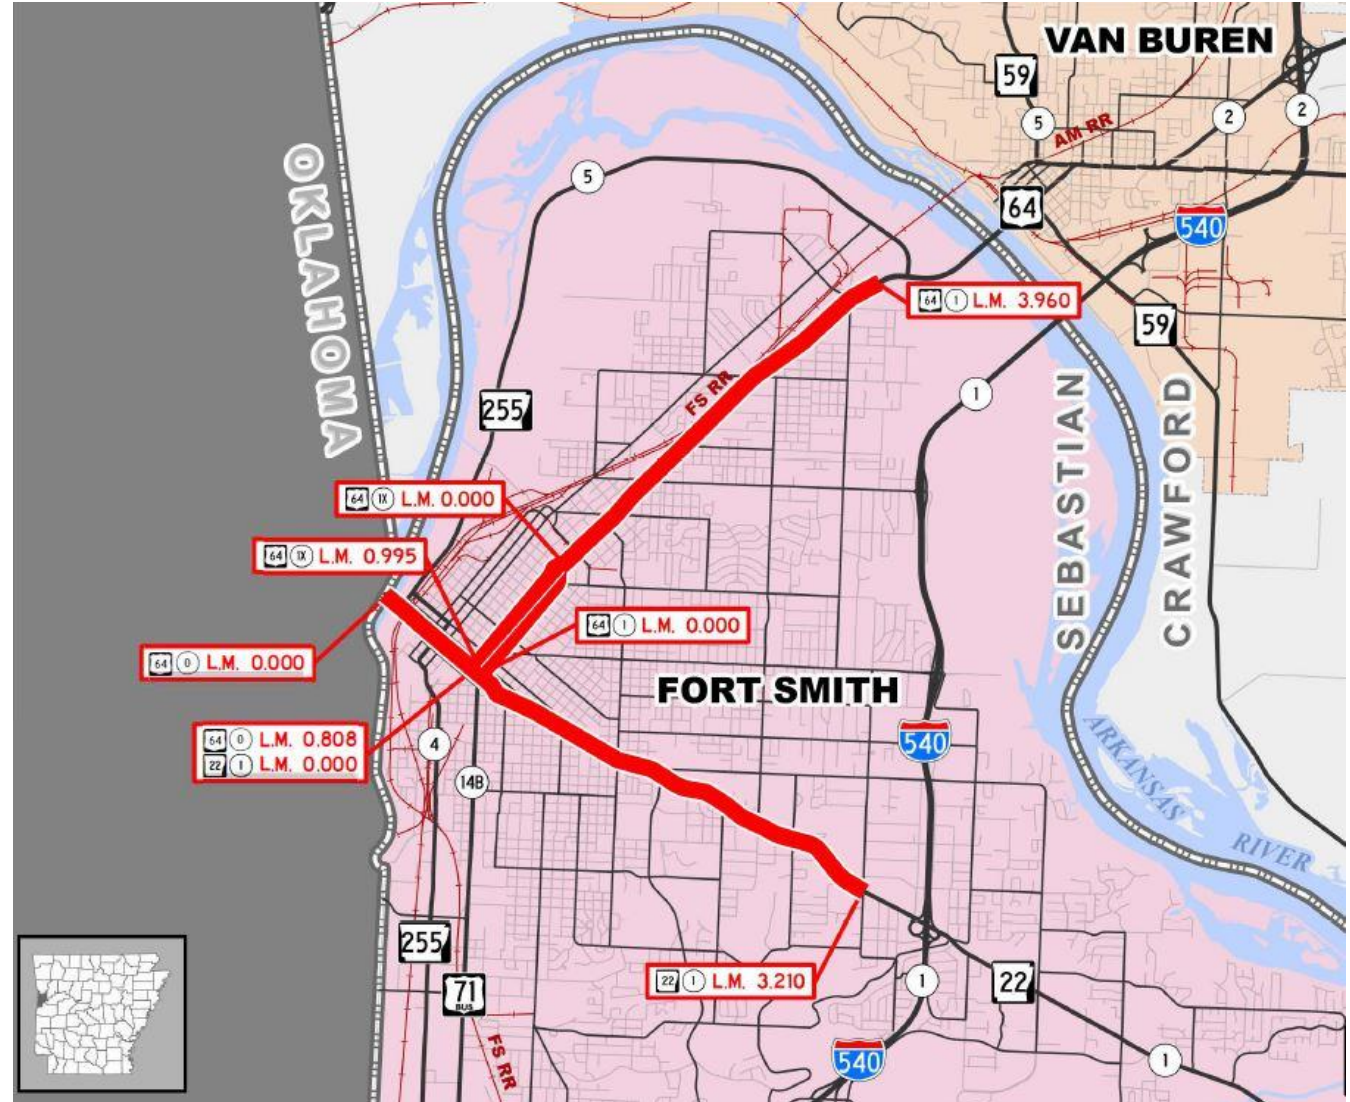 VAN BUREN
59
5
2
2
AM RR
OKLAHOMA
5
64
540
64 1 L.M. 3.960
59
1
SEBASTIAN
CRAWFORD
FS RR
255
64 1X L.M. 0.000
64 1X L.M. 0.995
64 1 L.M. 0.000
64 0 L.M. 0.000
FORT SMITH
64 0 L.M. 0.808
22 1 L.M. 0.000
4
540
14B
ARKANSAS
RIVER
255
22 1 L.M. 3.210
1
22
71
BUS
FS RR
540
1